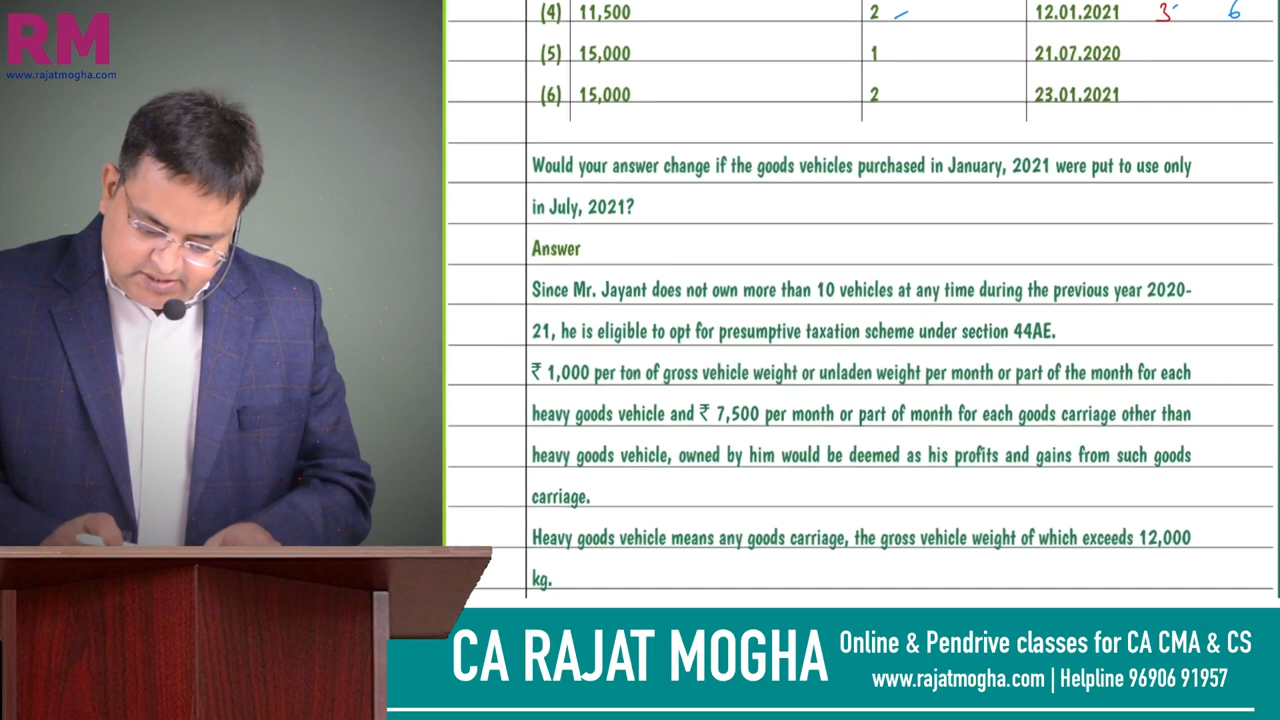 RM
www.rajatmogha.com
(4) 11,500 2 12.01.2021 3 6
(5) 15,000 1 21.07.2020
(6) 15,000 2 23.01.2021
Would your answer change if the goods vehicles purchased in January, 2021 were put to use only
in July, 2021?
Answer
Since Mr. Jayant does not own more than 10 vehicles at any time during the previous year 2020-
21, he is eligible to opt for presumptive taxation scheme under section 44AE.
₹ 1,000 per ton of gross vehicle weight or unladen weight per month or part of the month for each
heavy goods vehicle and ₹ 7,500 per month or part of month for each goods carriage other than
heavy goods vehicle, owned by him would be deemed as his profits and gains from such goods
carriage.
Heavy goods vehicle means any goods carriage, the gross vehicle weight of which exceeds 12,000
kg.
CA RAJAT MOGHA
Online & Pendrive classes for CA CMA & CS
www.rajatmogha.com | Helpline 96906 91957